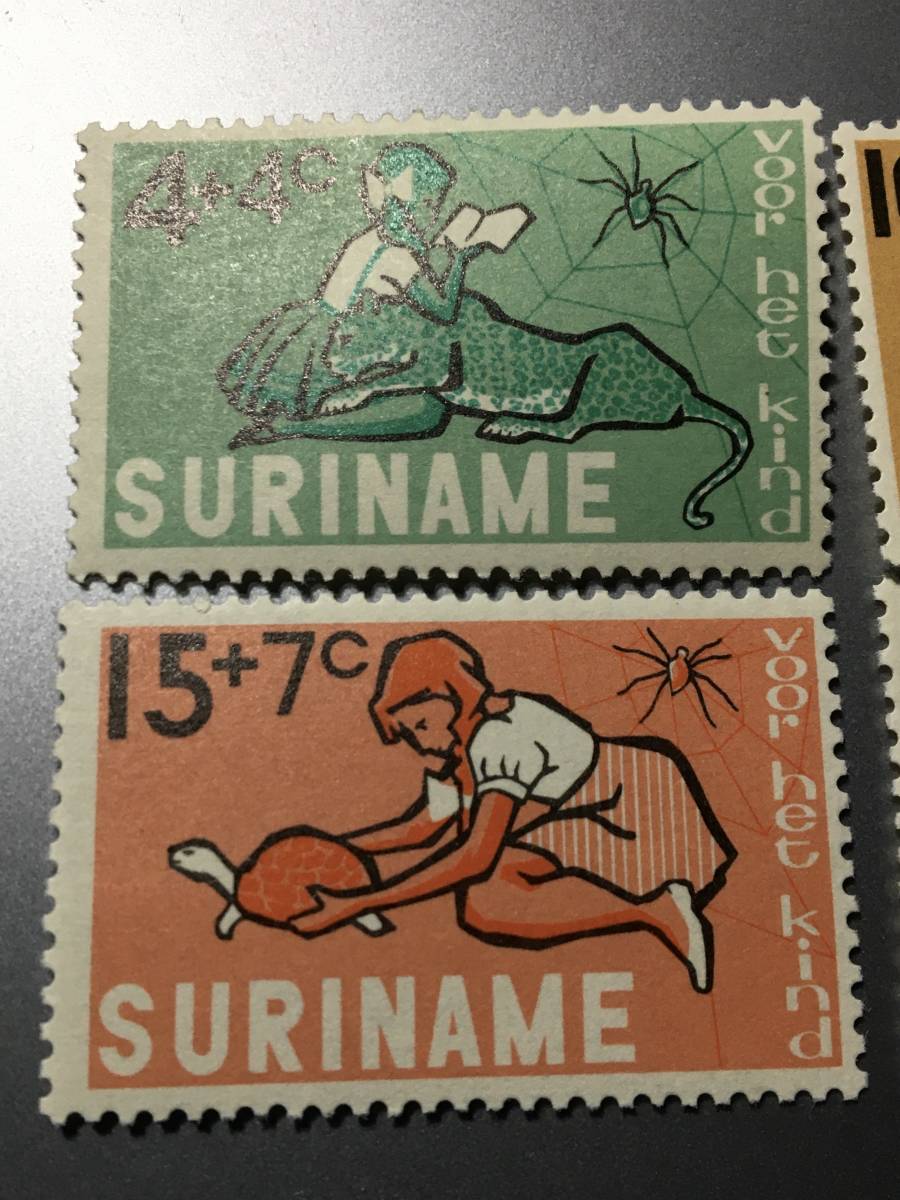 4+4c
voor het kind
SURINAME
15+7c
voor het kind
SURINAME